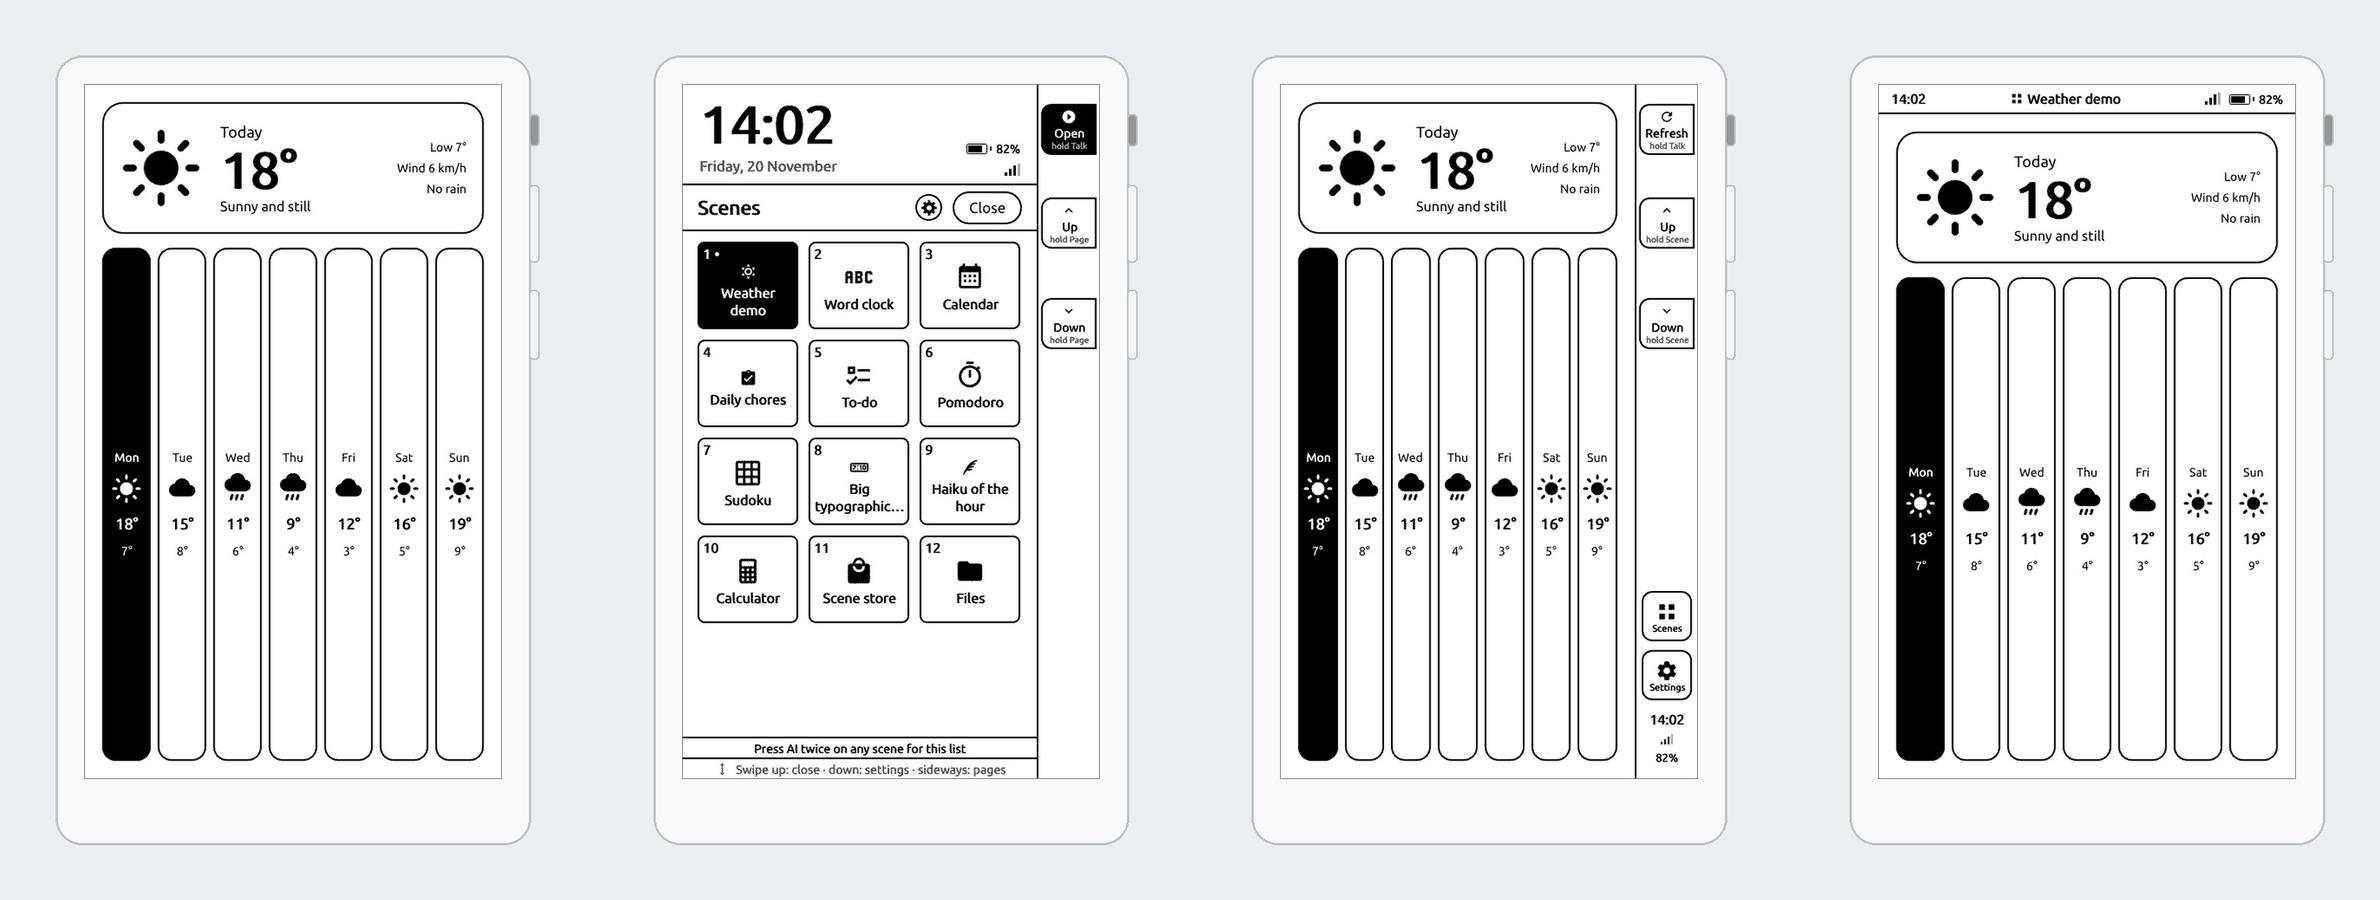 Today
18°
Sunny and still
Low 7°
Wind 6 km/h
No rain
Mon Tue Wed Thu Fri Sat Sun
18° 15° 11° 9° 12° 16° 19°
7° 8° 6° 4° 3° 5° 9°
14:02
Friday, 20 November
82%
Scenes
Close
1 •
Weather
demo
2
ABC
Word clock
3
Calendar
4
Daily chores
5
To-do
6
Pomodoro
7
Sudoku
8
7:10
Big
typographic...
9
Haiku of the
hour
10
Calculator
11
Scene store
12
Files
Press AI twice on any scene for this list
Swipe up: close · down: settings · sideways: pages
Open
hold Talk
Up
hold Page
Down
hold Page
Today
18°
Sunny and still
Low 7°
Wind 6 km/h
No rain
Mon Tue Wed Thu Fri Sat Sun
18° 15° 11° 9° 12° 16° 19°
7° 8° 6° 4° 3° 5° 9°
Refresh
hold Talk
Up
hold Scene
Down
hold Scene
Scenes
Settings
14:02
82%
14:02 Weather demo 82%
Today
18°
Sunny and still
Low 7°
Wind 6 km/h
No rain
Mon Tue Wed Thu Fri Sat Sun
18° 15° 11° 9° 12° 16° 19°
7° 8° 6° 4° 3° 5° 9°